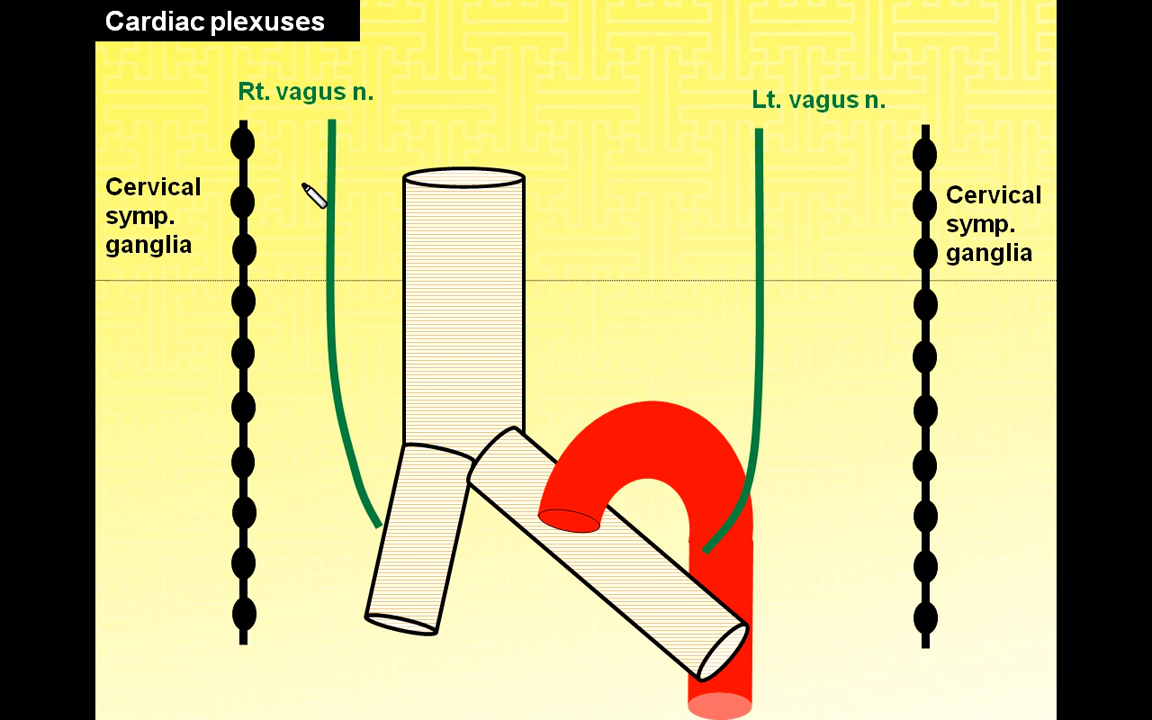 Cardiac plexuses
Rt. vagus n.
Lt. vagus n.
Cervical
symp.
ganglia
Cervical
symp.
ganglia